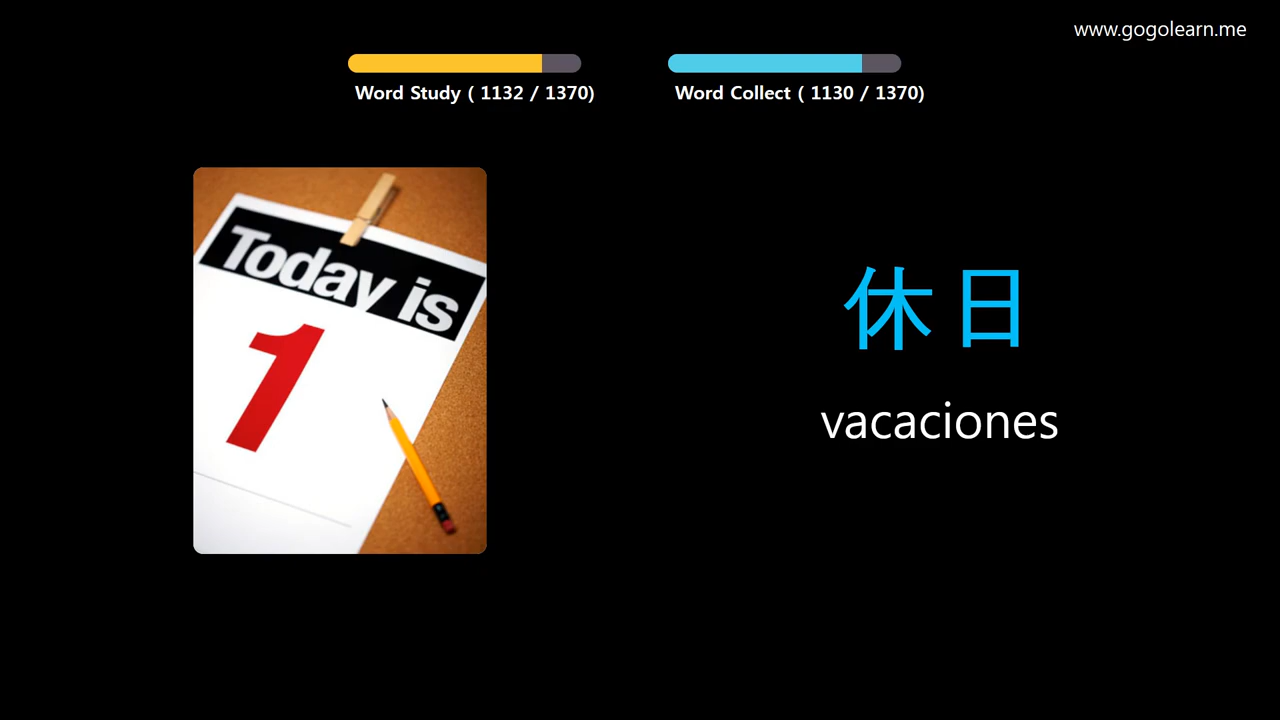 www.gogolearn.me
Word Study ( 1132 / 1370)
Word Collect ( 1130 / 1370)
Today is
1
休日
vacaciones